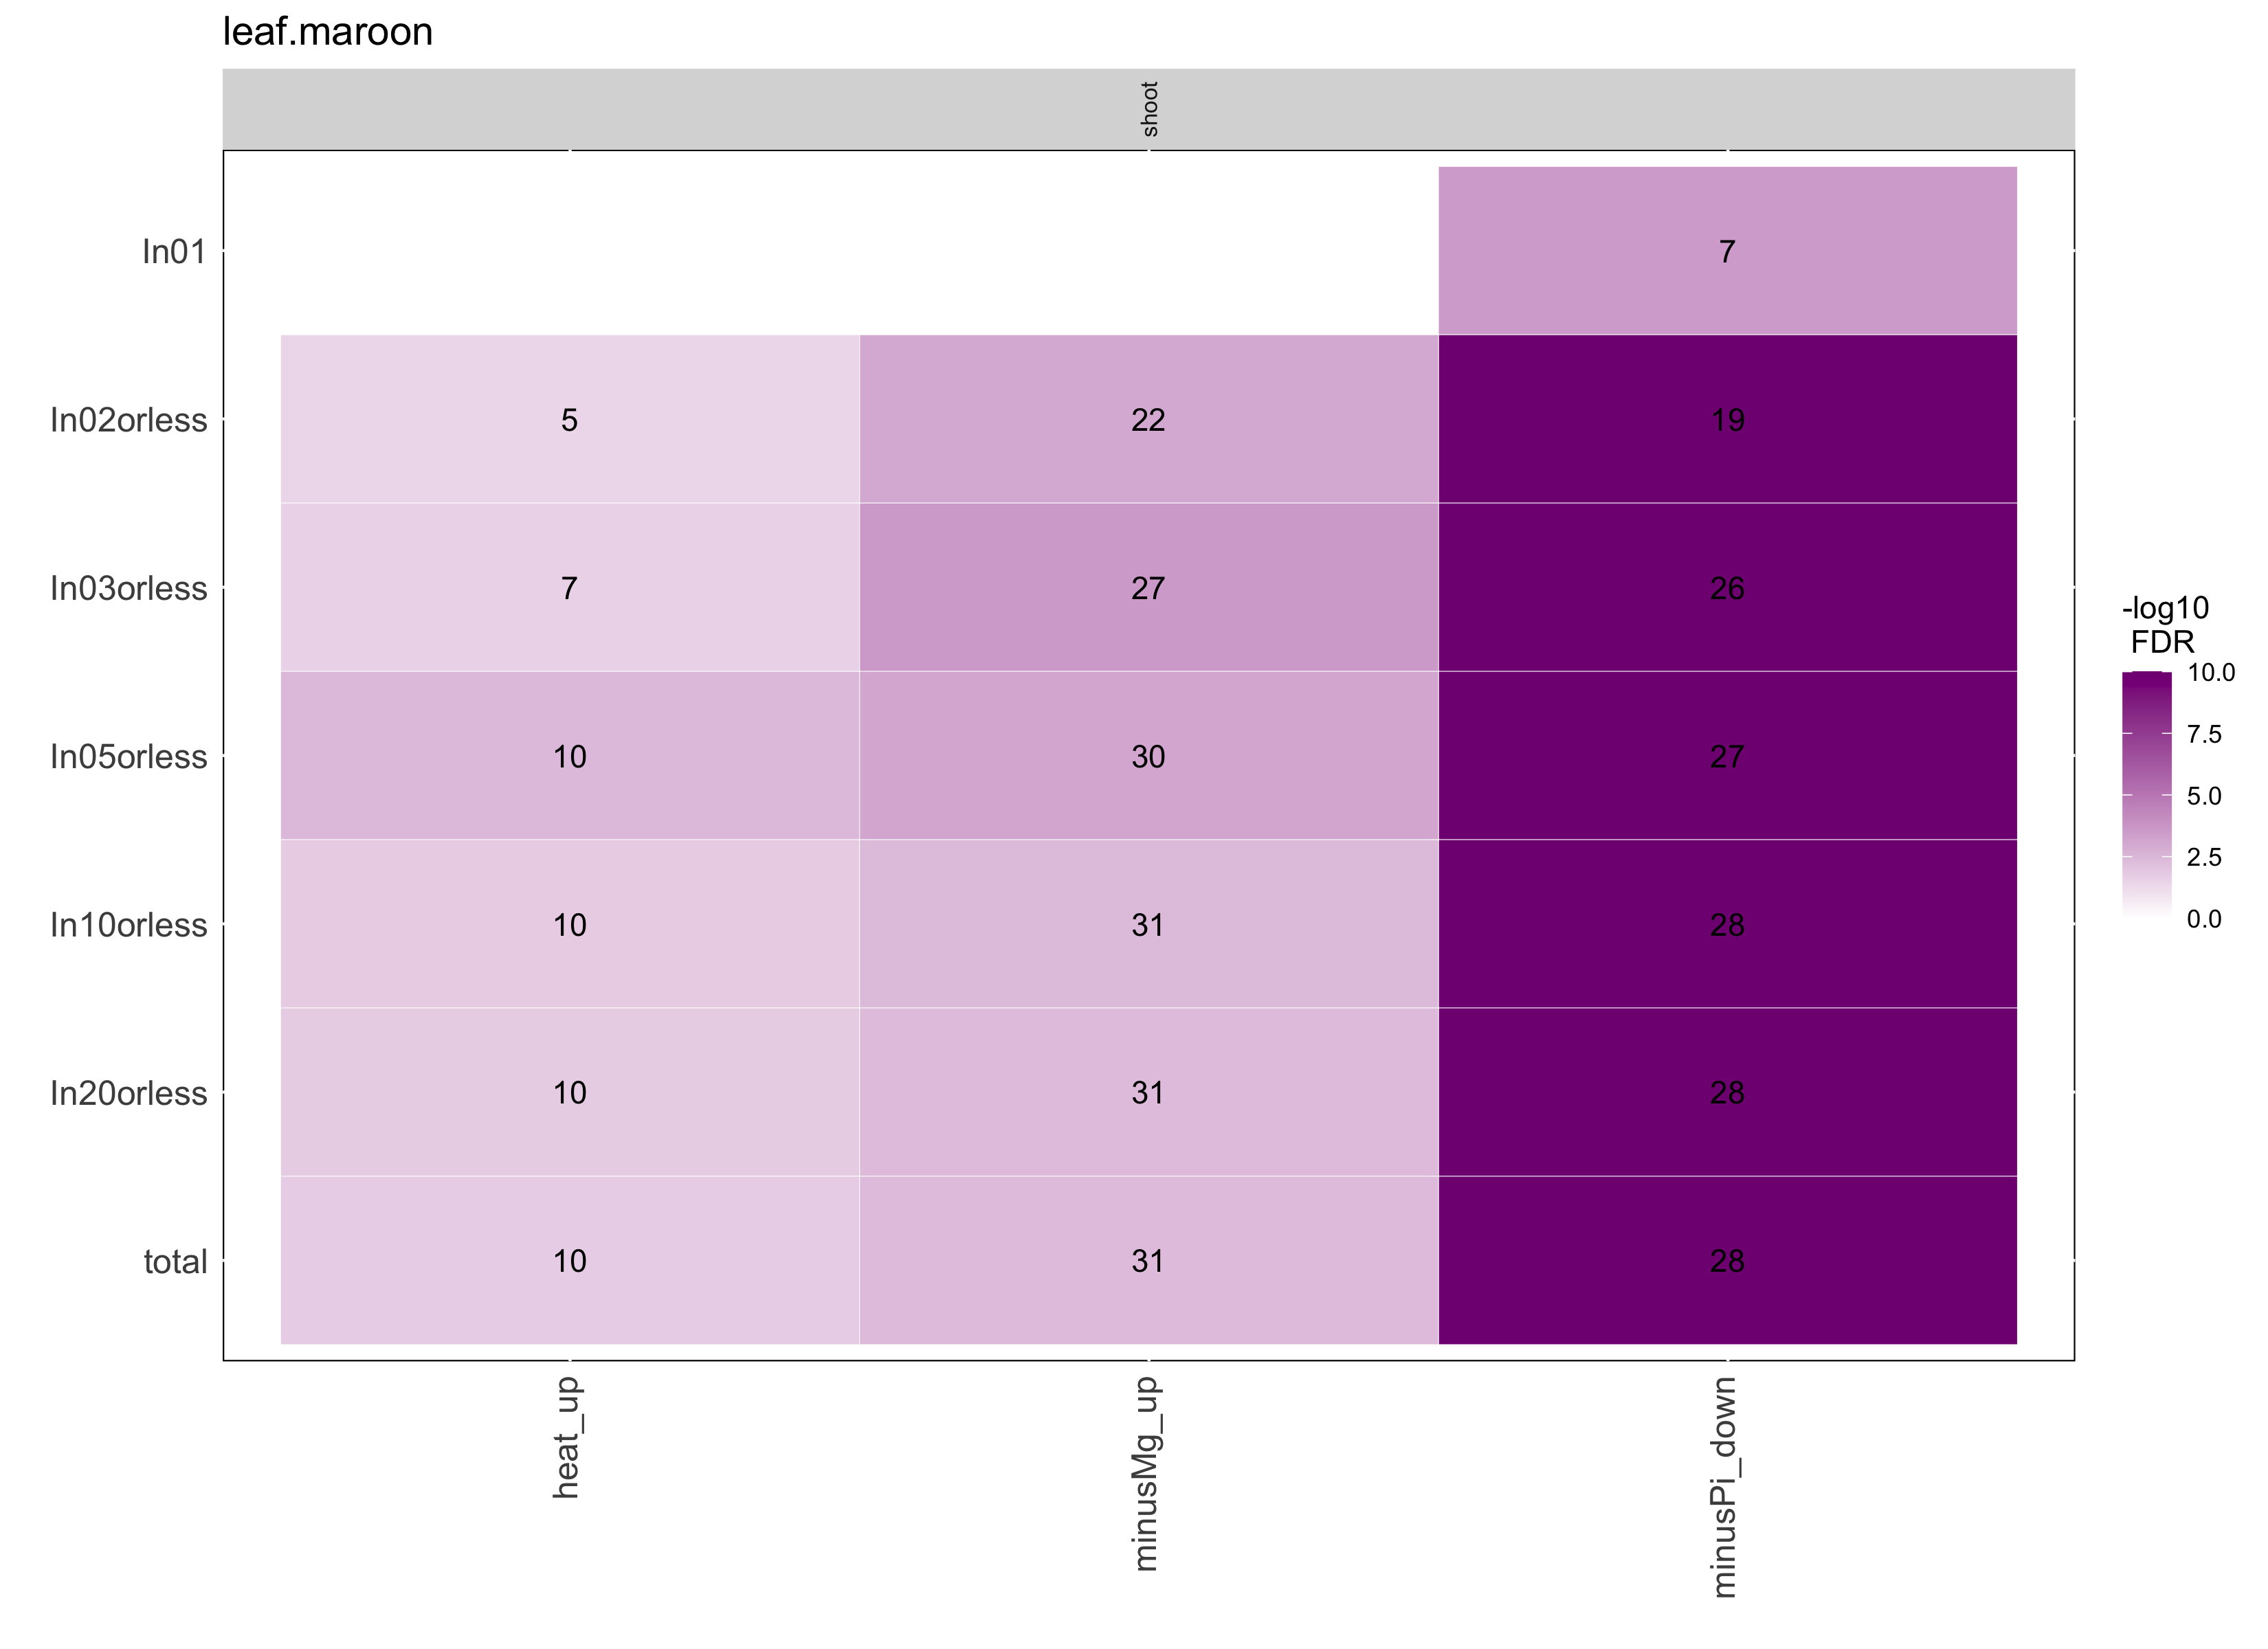 leaf.maroon
shoot
In01
7
In02orless
5 22 19
In03orless
7 27 26
In05orless
10 30 27
In10orless
10 31 28
In20orless
10 31 28
total
10 31 28
heat_up
minusMg_up
minusPi_down
-log10
FDR
10.0
7.5
5.0
2.5
0.0